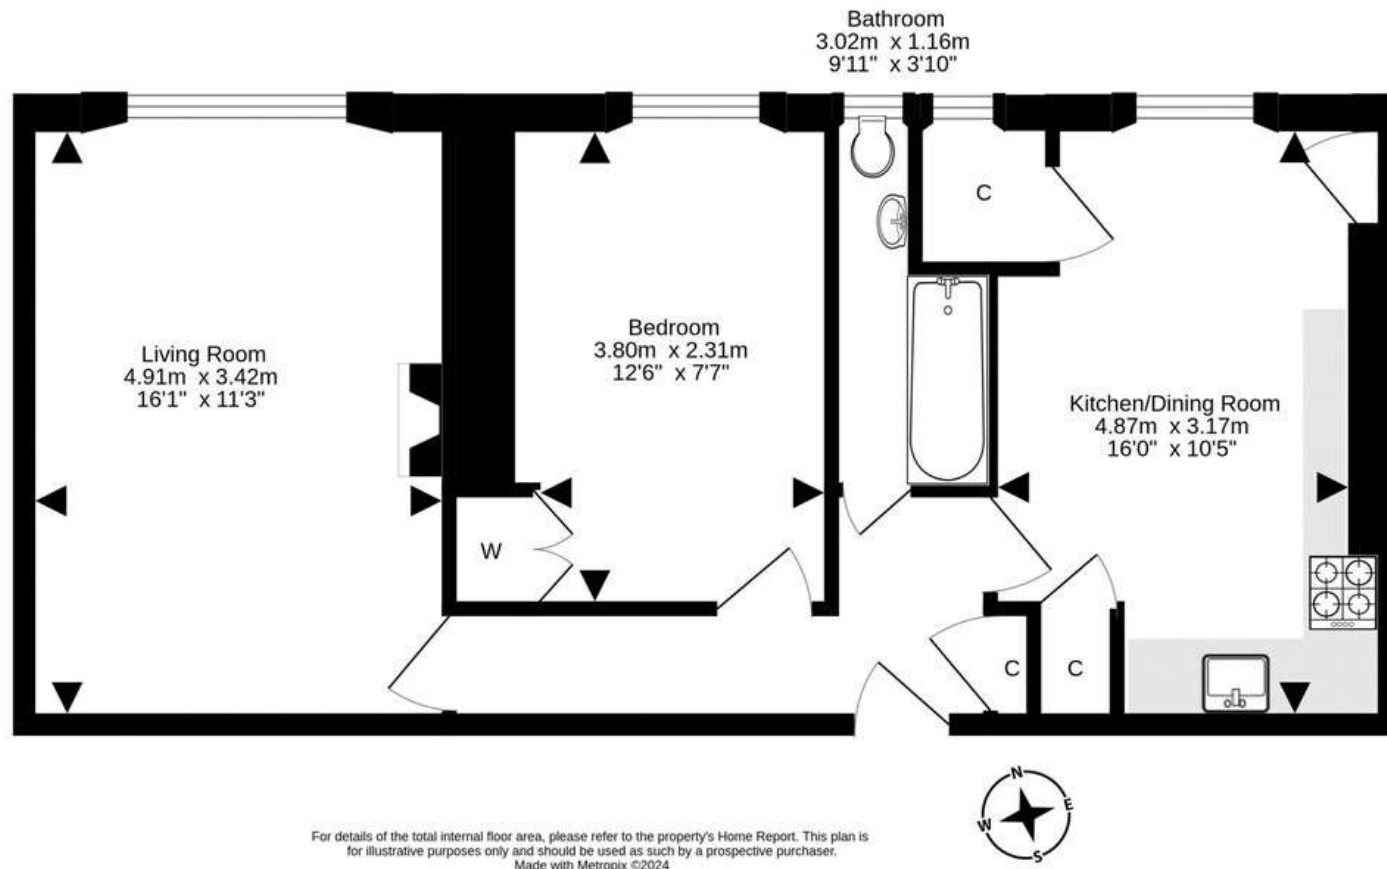 Bathroom
3.02m x 1.16m
9'11" x 3'10"
C
Living Room
4.91m x 3.42m
16'1" x 11'3"
Bedroom
3.80m x 2.31m
12'6" x 7'7"
Kitchen/Dining Room
4.87m x 3.17m
16'0" x 10'5"
W
C
C
N
E
W
S
For details of the total internal floor area, please refer to the property's Home Report. This plan is
for illustrative purposes only and should be used as such by a prospective purchaser.
Made with Metropix ©2024